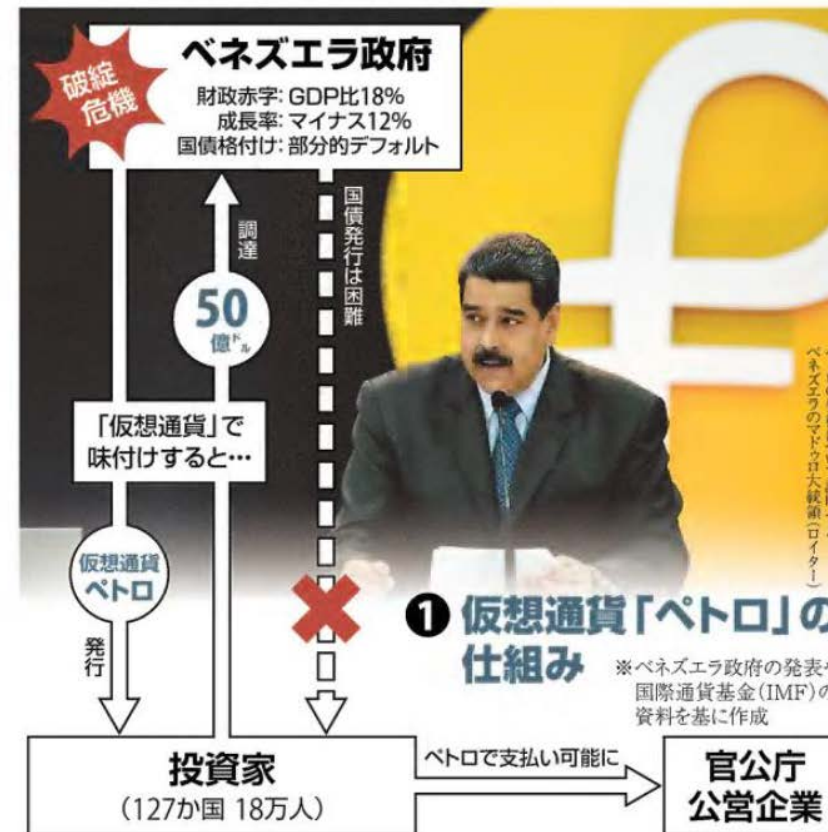 破綻
危機
ベネズエラ政府
財政赤字: GDP比18%
成長率: マイナス12%
国債格付け: 部分的デフォルト
調達
50
億ドル
国債発行は困難
「仮想通貨」で
味付けすると…
仮想通貨
ペトロ
発行
ベネズエラのマドゥロ大統領(ロイター)
❶ 仮想通貨「ペトロ」の
仕組み
※ベネズエラ政府の発表や
国際通貨基金(IMF)の
資料を基に作成
投資家
(127か国 18万人)
ペトロで支払い可能に
官公庁
公営企業